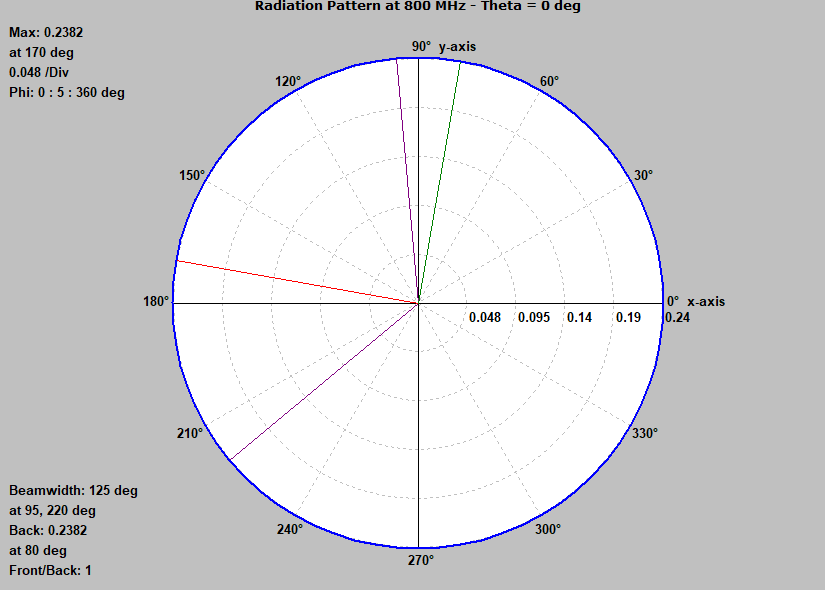 Radiation Pattern at 800 MHz - Theta = 0 deg
Max: 0.2382
at 170 deg
0.048 /Div
Phi: 0 : 5 : 360 deg
90° y-axis
120°
60°
150°
30°
180°
0° x-axis
0.048 0.095 0.14 0.19 0.24
210°
330°
240°
300°
270°
Beamwidth: 125 deg
at 95, 220 deg
Back: 0.2382
at 80 deg
Front/Back: 1